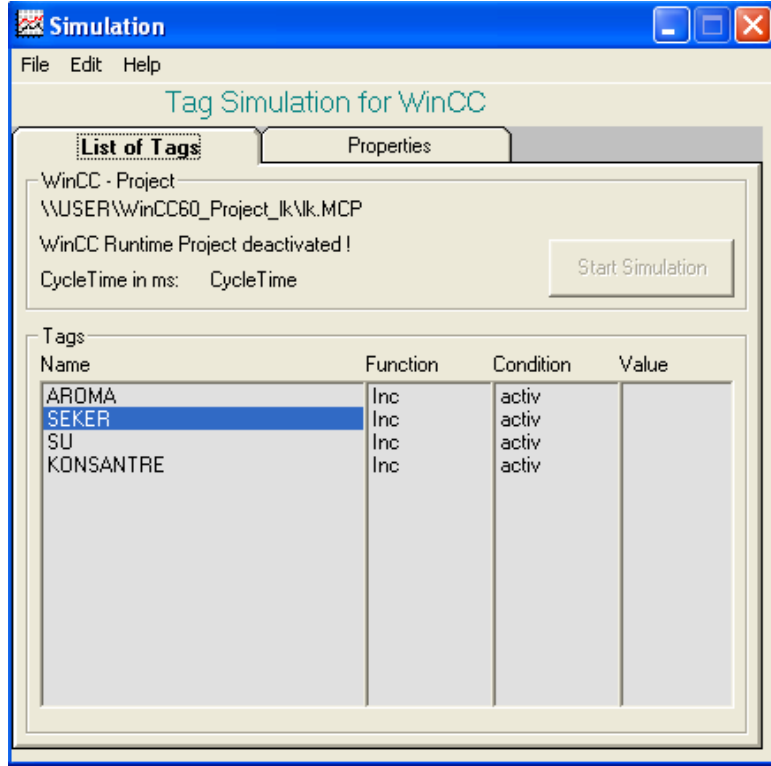 Simulation
File Edit Help
Tag Simulation for WinCC
List of Tags Properties
WinCC - Project
\\USER\WinCC60_Project_lk\lk.MCP
WinCC Runtime Project deactivated !
CycleTime in ms: CycleTime
Start Simulation
Tags
Name Function Condition Value
AROMA Inc activ
SEKER Inc activ
SU Inc activ
KONSANTRE Inc activ